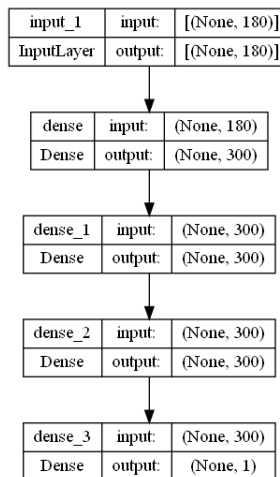 input_1 input: [(None, 180)]
InputLayer output: [(None, 180)]
dense input: (None, 180)
Dense output: (None, 300)
dense_1 input: (None, 300)
Dense output: (None, 300)
dense_2 input: (None, 300)
Dense output: (None, 300)
dense_3 input: (None, 300)
Dense output: (None, 1)